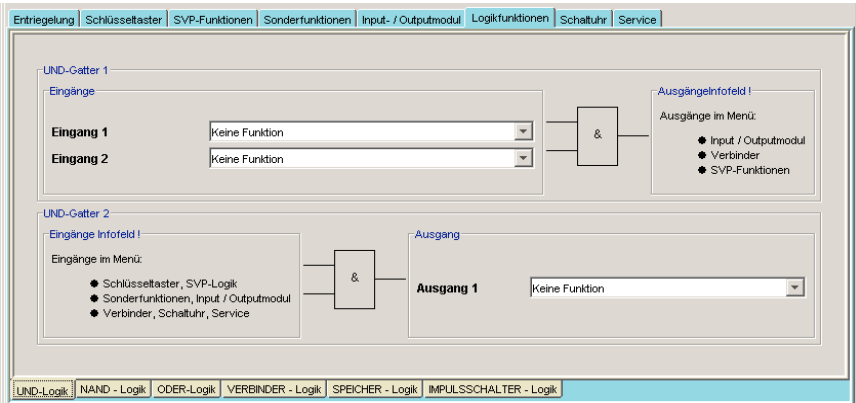 Entriegelung Schlüsseltaster SVP-Funktionen Sonderfunktionen Input- / Outputmodul Logikfunktionen Schaltuhr Service
UND-Gatter 1
Eingänge
Eingang 1 Keine Funktion
Eingang 2 Keine Funktion
&
AusgängeInfofeld !
Ausgänge im Menü:
Input / Outputmodul
Verbinder
SVP-Funktionen
UND-Gatter 2
Eingänge Infofeld !
Eingänge im Menü:
Schlüsseltaster, SVP-Logik
Sonderfunktionen, Input / Outputmodul
Verbinder, Schaltuhr, Service
&
Ausgang
Ausgang 1 Keine Funktion
UND-Logik NAND - Logik ODER-Logik VERBINDER - Logik SPEICHER - Logik IMPULSSCHALTER - Logik